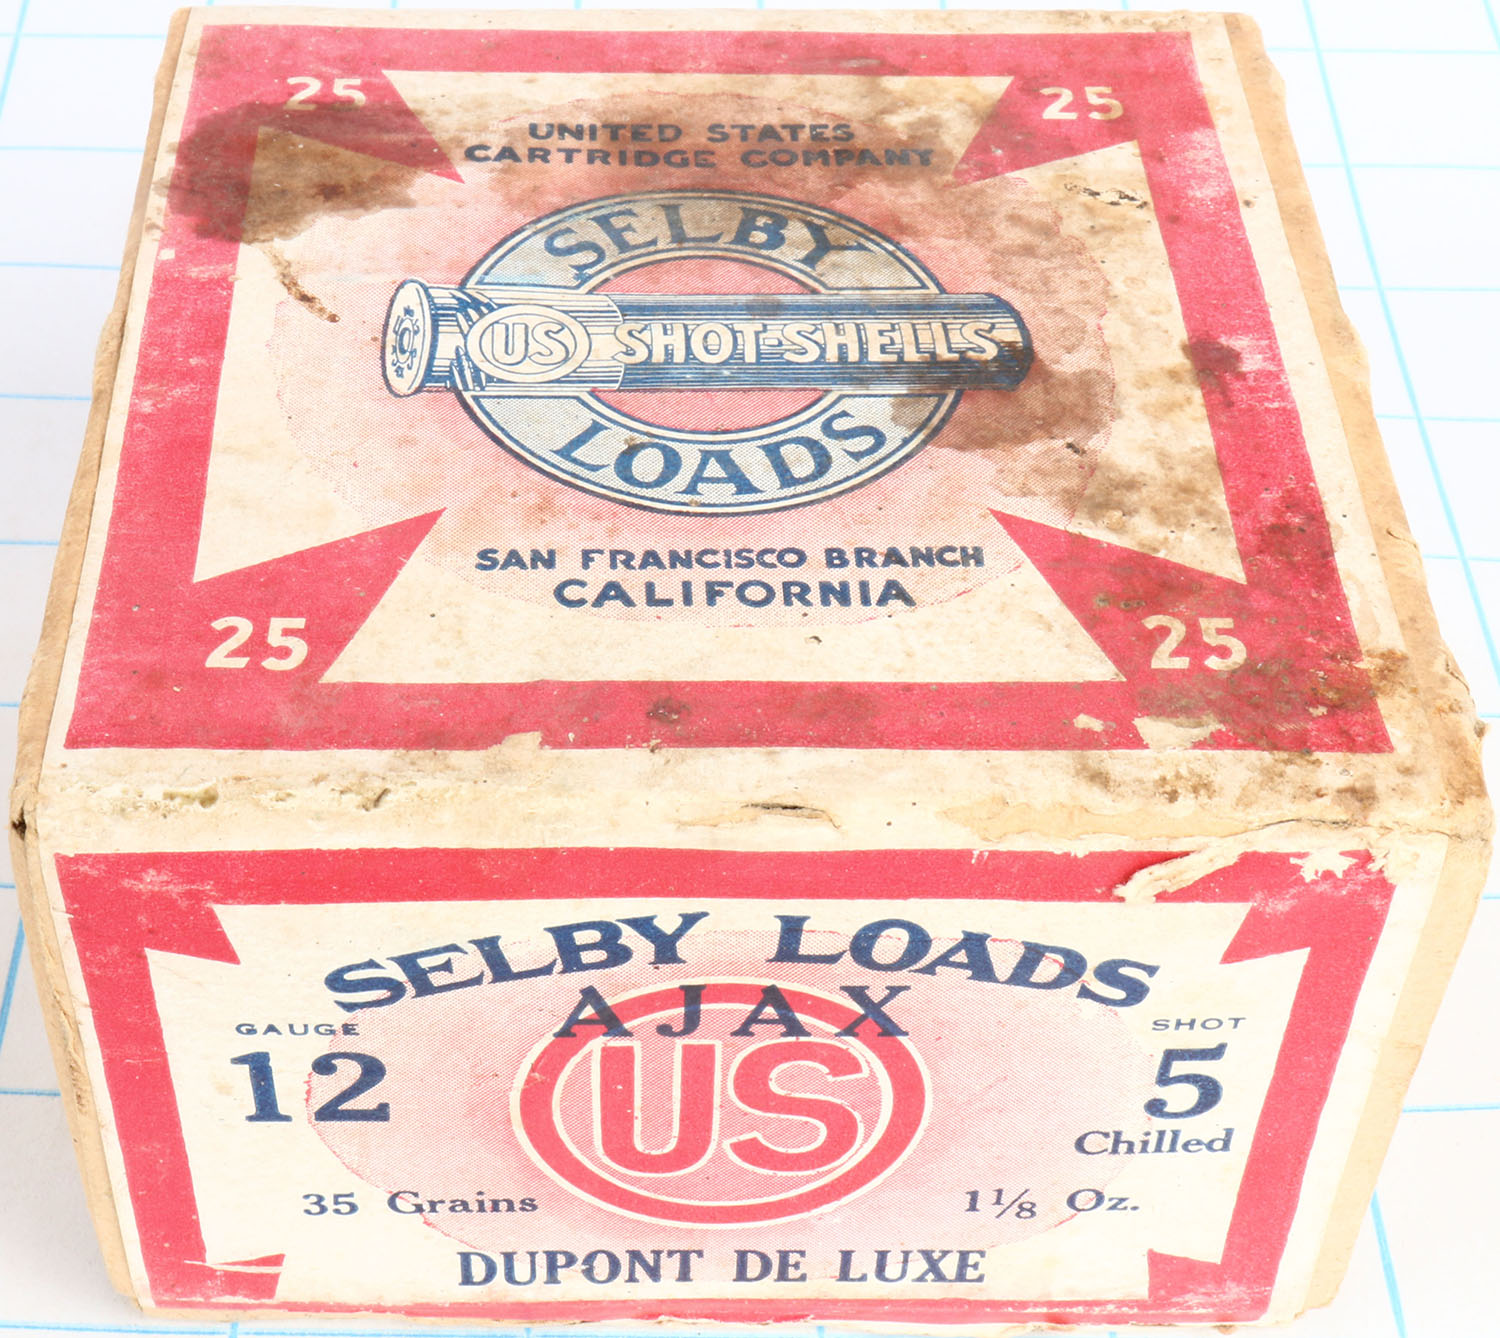 25 25
UNITED STATES
CARTRIDGE COMPANY
SELBY
US SHOT-SHELLS
LOADS
SAN FRANCISCO BRANCH
CALIFORNIA
25 25
SELBY LOADS
AJAX
GAUGE SHOT
12 US 5
Chilled
35 Grains 1⅛ Oz.
DUPONT DE LUXE